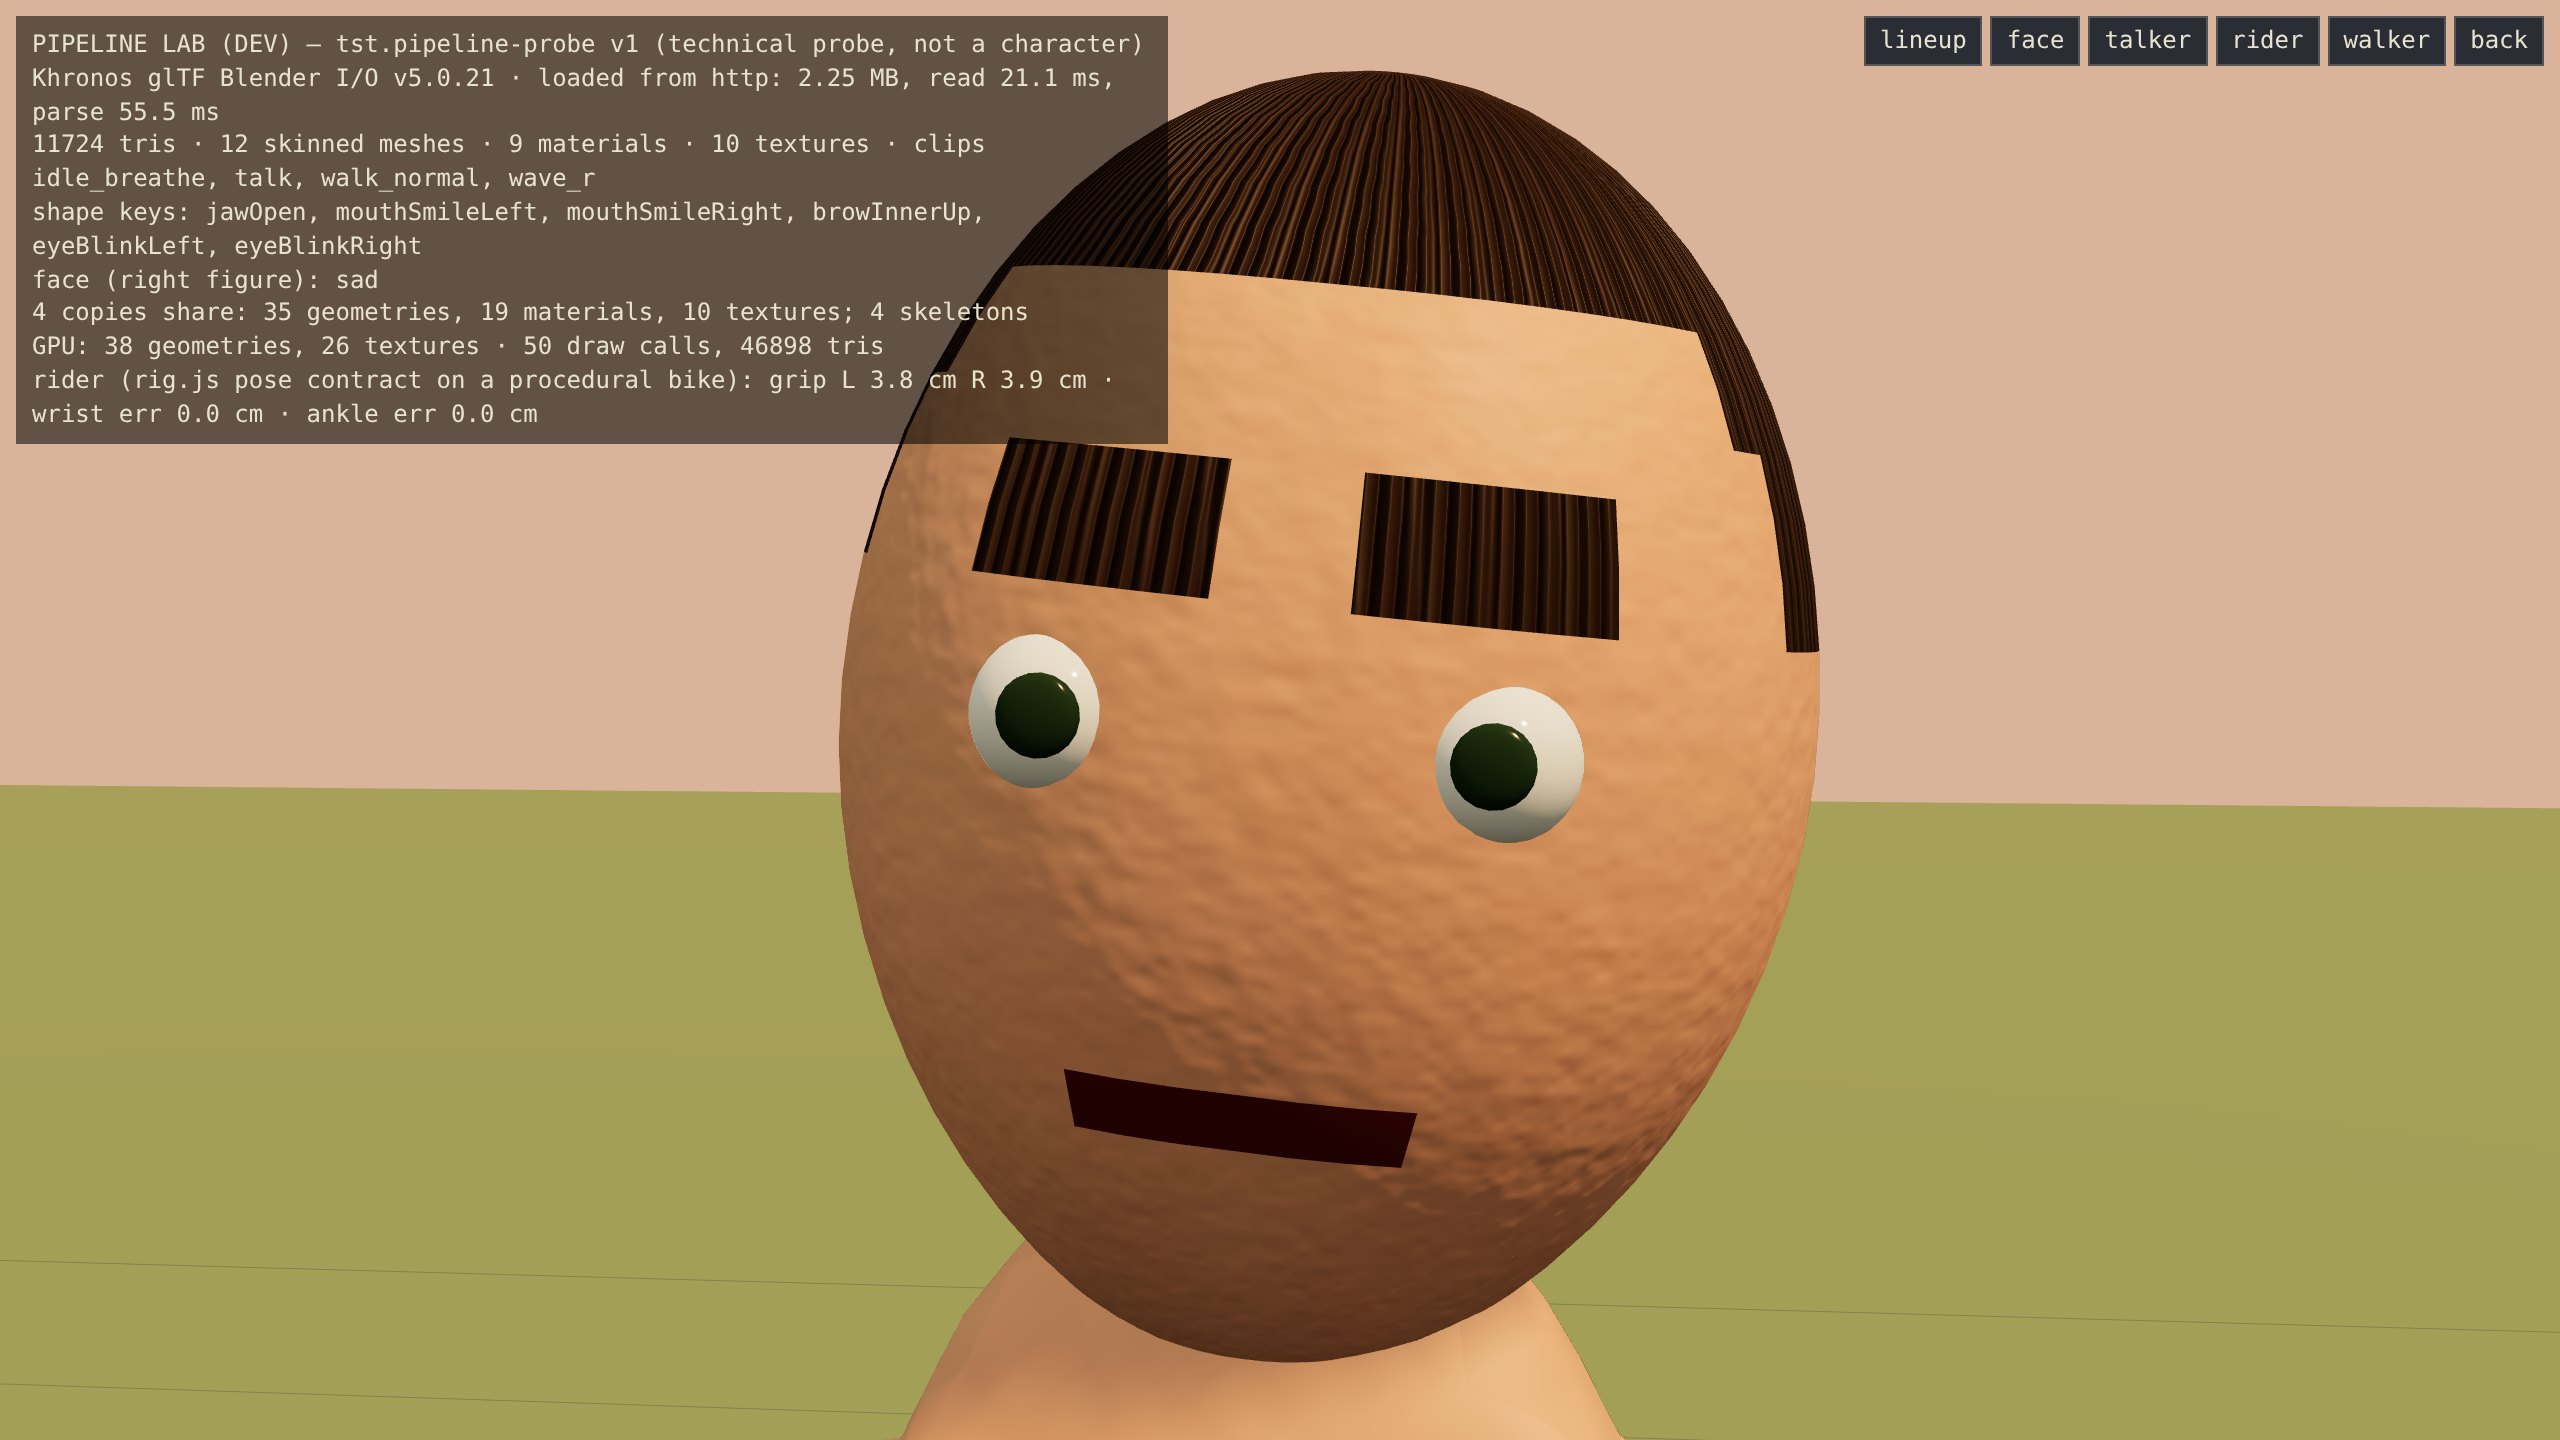 PIPELINE LAB (DEV) — tst.pipeline-probe v1 (technical probe, not a character)
Khronos glTF Blender I/O v5.0.21 · loaded from http: 2.25 MB, read 21.1 ms,
parse 55.5 ms
11724 tris · 12 skinned meshes · 9 materials · 10 textures · clips
idle_breathe, talk, walk_normal, wave_r
shape keys: jawOpen, mouthSmileLeft, mouthSmileRight, browInnerUp,
eyeBlinkLeft, eyeBlinkRight
face (right figure): sad
4 copies share: 35 geometries, 19 materials, 10 textures; 4 skeletons
GPU: 38 geometries, 26 textures · 50 draw calls, 46898 tris
rider (rig.js pose contract on a procedural bike): grip L 3.8 cm R 3.9 cm ·
wrist err 0.0 cm · ankle err 0.0 cm
lineup face talker rider walker back